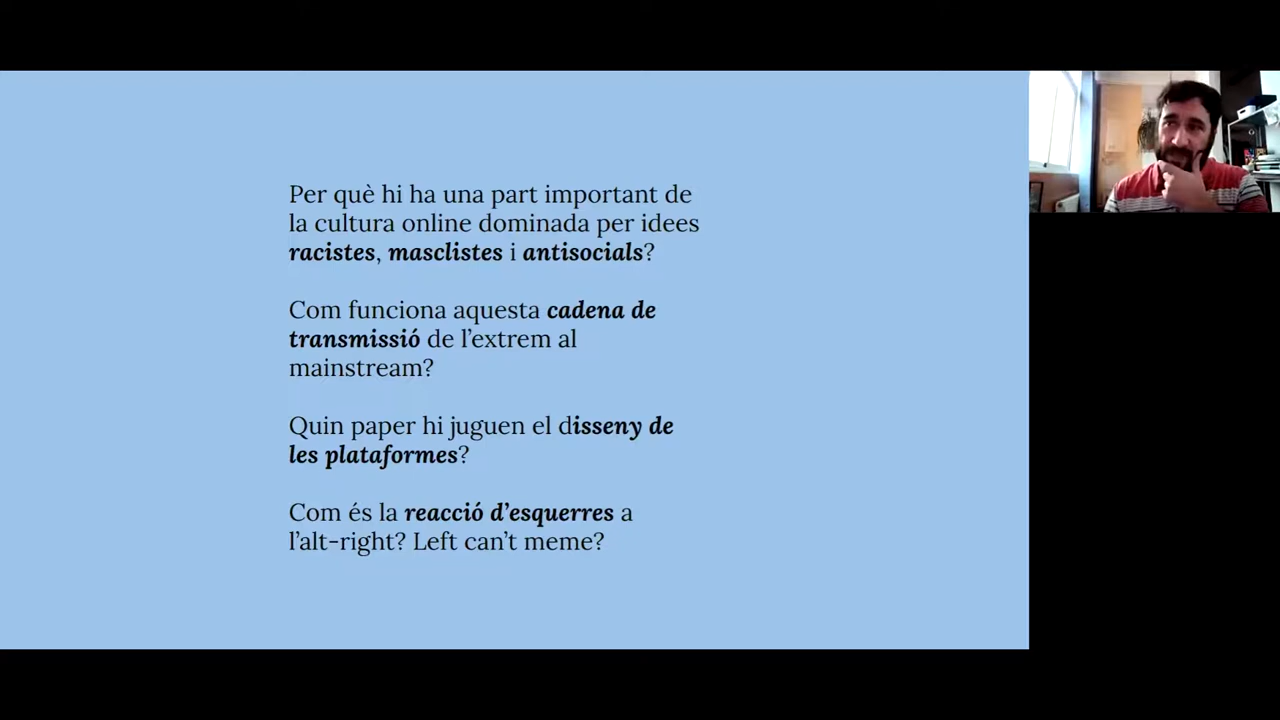 Per què hi ha una part important de
la cultura online dominada per idees
racistes, masclistes i antisocials?
Com funciona aquesta cadena de
transmissió de l’extrem al
mainstream?
Quin paper hi juguen el disseny de
les plataformes?
Com és la reacció d’esquerres a
l’alt-right? Left can’t meme?